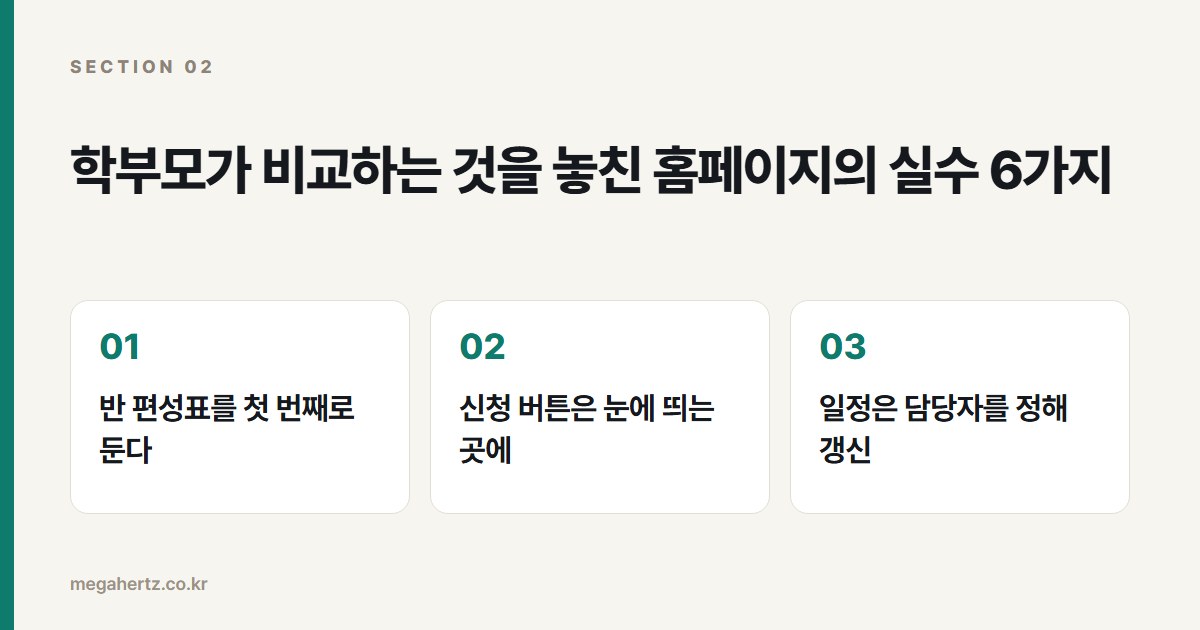 SECTION 02
학부모가 비교하는 것을 놓친 홈페이지의 실수 6가지
01
반 편성표를 첫 번째로
둔다
02
신청 버튼은 눈에 띄는
곳에
03
일정은 담당자를 정해
갱신
megahertz.co.kr